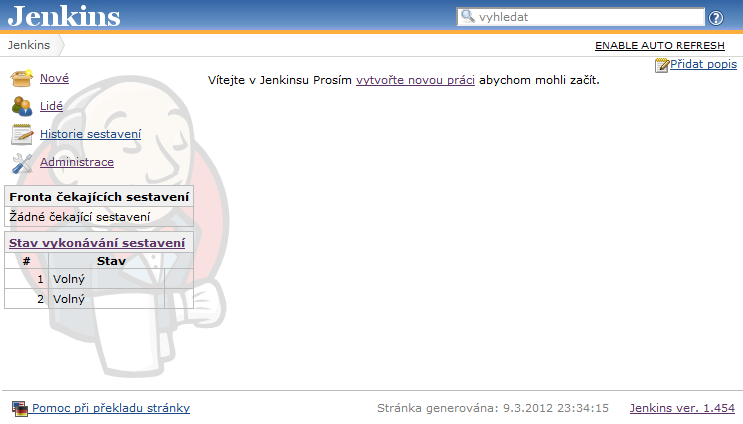 Jenkins
vyhledat
Jenkins
ENABLE AUTO REFRESH
Přidat popis
Nové
Vítejte v Jenkinsu Prosím vytvořte novou práci abychom mohli začít.
Lidé
Historie sestavení
Administrace
Fronta čekajících sestavení
Žádné čekající sestavení
Stav vykonávání sestavení
# Stav
1 Volný
2 Volný
Pomoc při překladu stránky Stránka generována: 9.3.2012 23:34:15 Jenkins ver. 1.454